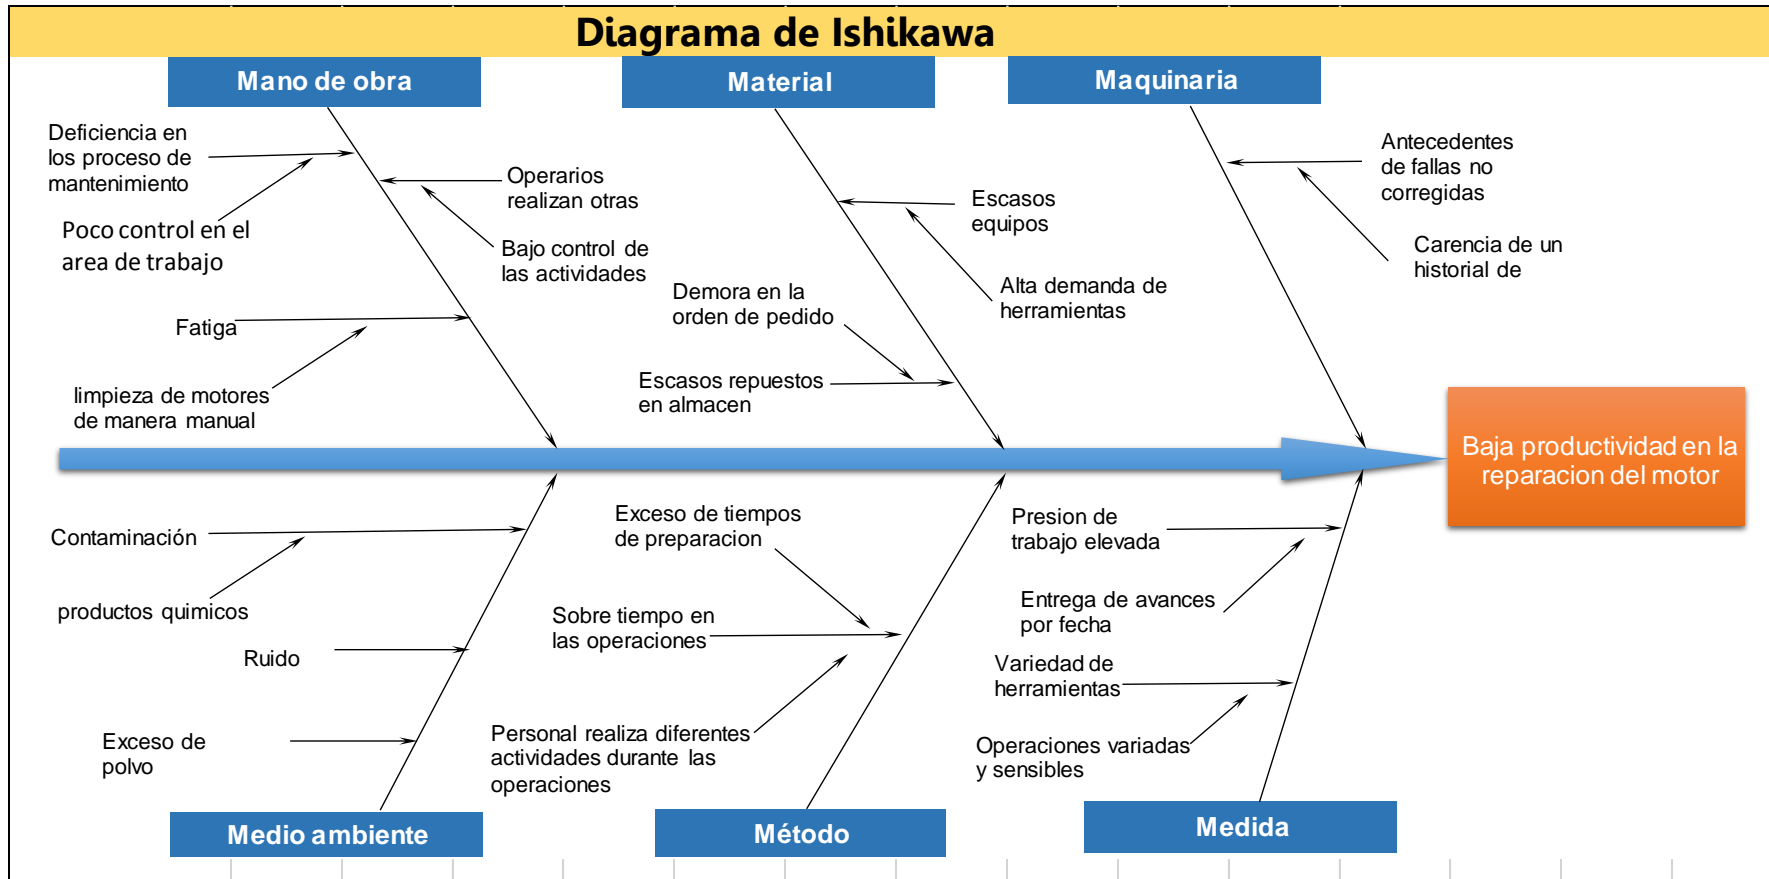 Diagrama de Ishikawa
Mano de obra
Material
Maquinaria
Deficiencia en
los proceso de
mantenimiento
Poco control en el
area de trabajo
Operarios
realizan otras
Bajo control de
las actividades
Fatiga
limpieza de motores
de manera manual
Escasos
equipos
Alta demanda de
herramientas
Demora en la
orden de pedido
Escasos repuestos
en almacen
Antecedentes
de fallas no
corregidas
Carencia de un
historial de
Baja productividad en la
reparacion del motor
Contaminación
productos quimicos
Ruido
Exceso de
polvo
Exceso de tiempos
de preparacion
Sobre tiempo en
las operaciones
Personal realiza diferentes
actividades durante las
operaciones
Presion de
trabajo elevada
Entrega de avances
por fecha
Variedad de
herramientas
Operaciones variadas
y sensibles
Medio ambiente
Método
Medida